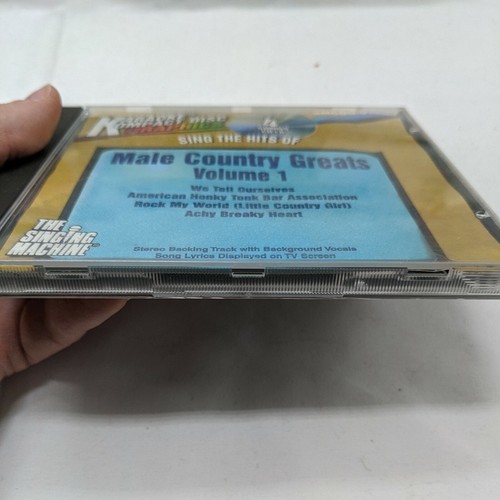 SING THE HITS OF
Male Country Greats
Volume 1
We Tell Ourselves
American Honky Tonk Bar Association
Rock My World (Little Country Girl)
Achy Breaky Heart
THE
SINGING
MACHINE
Stereo Backing Track with Background Vocals
Song Lyrics Displayed on TV Screen